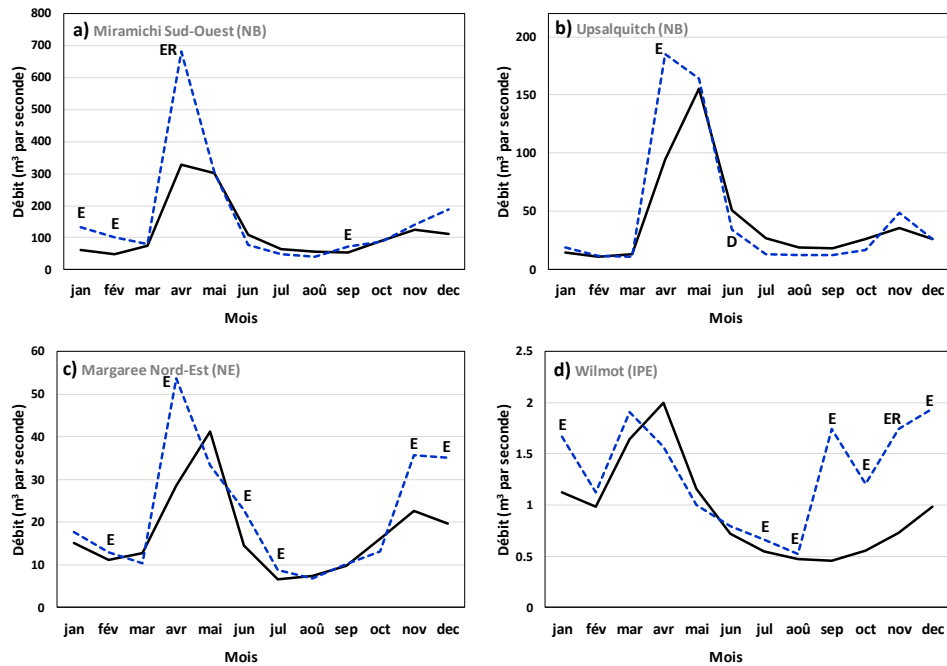 a) Miramichi Sud-Ouest (NB)
Débit (m³ par seconde)
800
700
600
500
400
300
200
100
0
E
E
ER
E
jan fév mar avr mai jun jul aoû sep oct nov dec
Mois
b) Upsalquitch (NB)
Débit (m³ par seconde)
200
150
100
50
0
E
D
jan fév mar avr mai jun jul aoû sep oct nov dec
Mois
c) Margaree Nord-Est (NE)
Débit (m³ par seconde)
60
50
40
30
20
10
0
E
E
E
E
E
E
jan fév mar avr mai jun jul aoû sep oct nov dec
Mois
d) Wilmot (IPE)
Débit (m³ par seconde)
2.5
2
1.5
1
0.5
0
E
E
E
E
E
ER
E
jan fév mar avr mai jun jul aoû sep oct nov dec
Mois